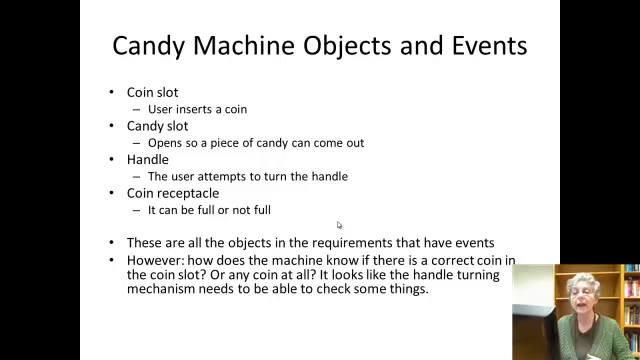 Candy Machine Objects and Events
• Coin slot
– User inserts a coin
• Candy slot
– Opens so a piece of candy can come out
• Handle
– The user attempts to turn the handle
• Coin receptacle
– It can be full or not full
• These are all the objects in the requirements that have events
• However: how does the machine know if there is a correct coin in
the coin slot? Or any coin at all? It looks like the handle turning
mechanism needs to be able to check some things.